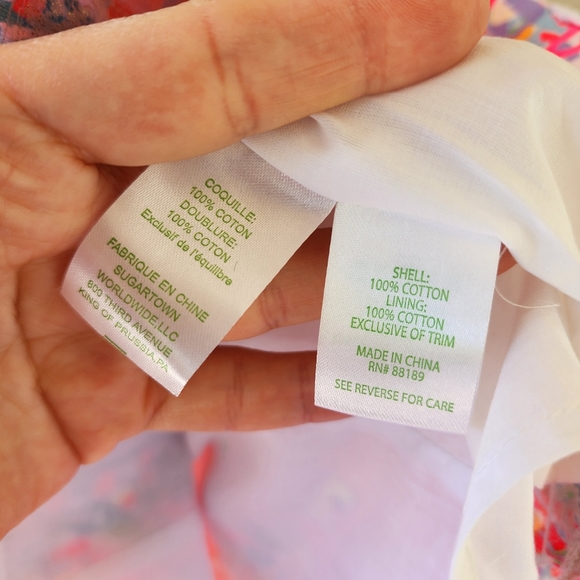 COQUILLE:
100% COTON
DOUBLURE:
100% COTON
Exclusif de l'équilibre
FABRIQUE EN CHINE
SUGARTOWN
WORLDWIDE,LLC
800 THIRD AVENUE
KING OF PRUSSIA,PA
SHELL:
100% COTTON
LINING:
100% COTTON
EXCLUSIVE OF TRIM
MADE IN CHINA
RN# 88189
SEE REVERSE FOR CARE